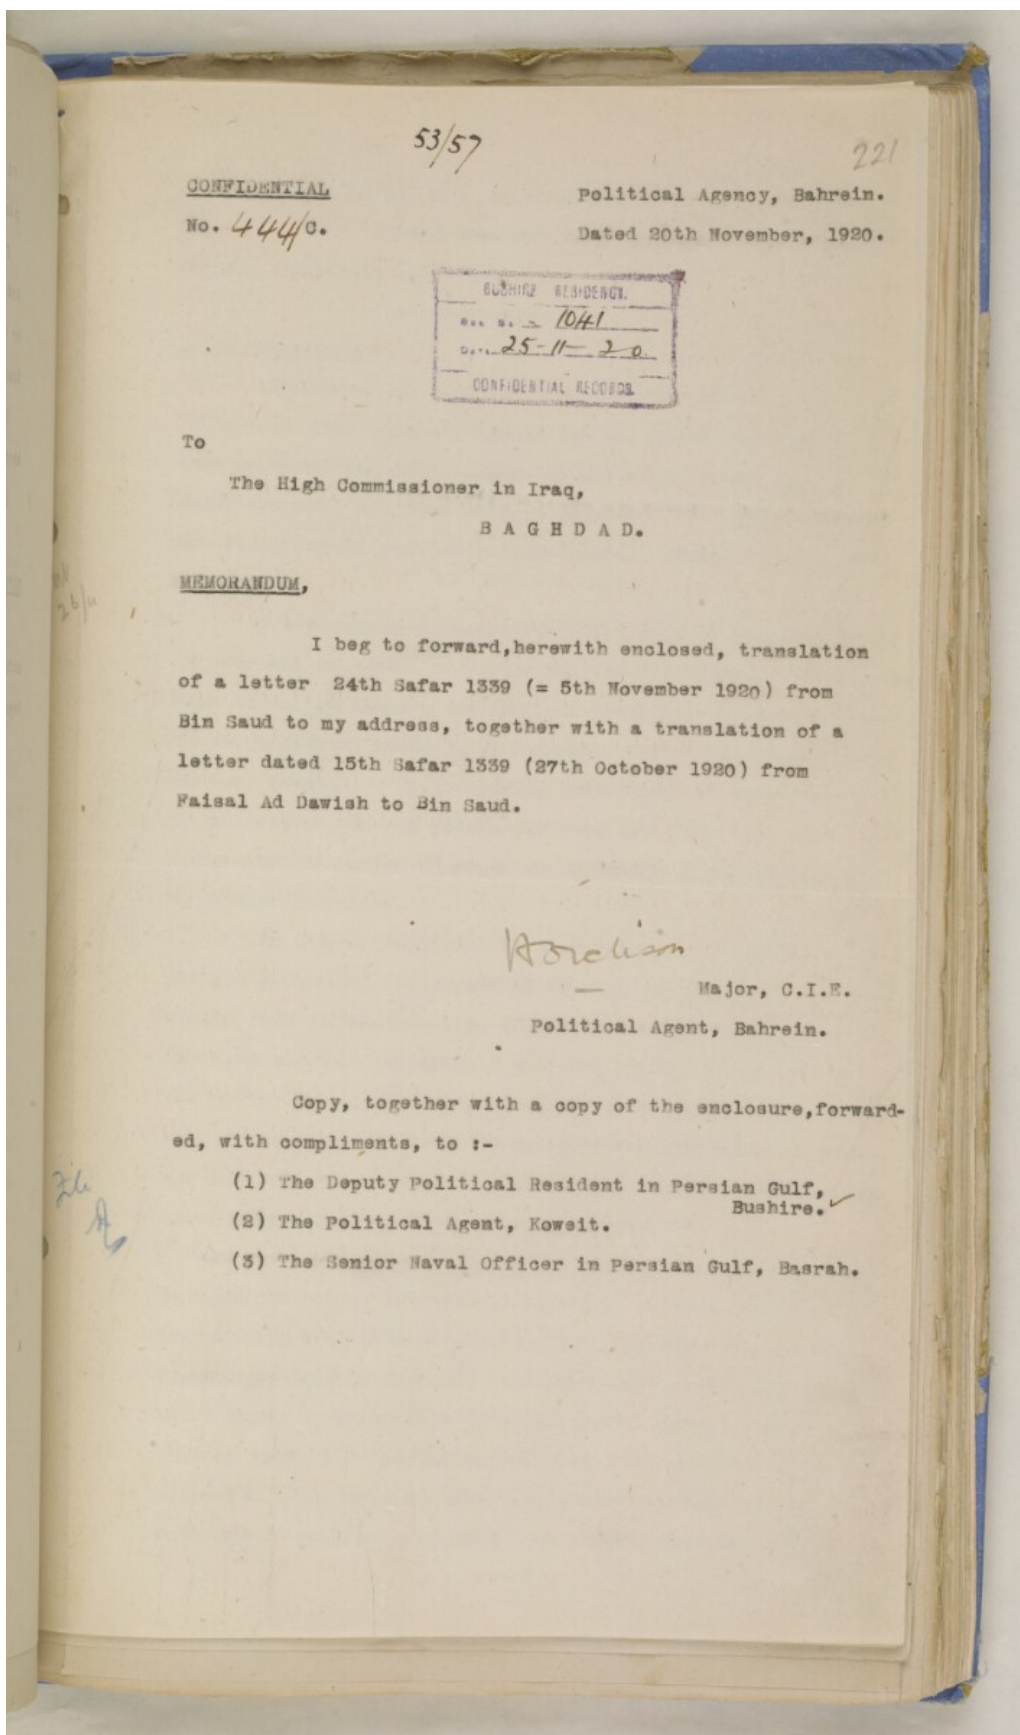 53/57
221
CONFIDENTIAL
Political Agency, Bahrein.
No. 444/C.
Dated 20th November, 1920.
BUSHIRE RESIDENCY.
1041
25-11-20
CONFIDENTIAL RECORDS.
To
The High Commissioner in Iraq,
B A G H D A D.
MEMORANDUM,
26/11
I beg to forward,herewith enclosed, translation
of a letter 24th Safar 1339 (= 5th November 1920) from
Bin Saud to my address, together with a translation of a
letter dated 15th Safar 1339 (27th October 1920) from
Faisal Ad Dawish to Bin Saud.
Major, C.I.E.
Political Agent, Bahrein.
Copy, together with a copy of the enclosure,forward-
ed, with compliments, to :-
(1) The Deputy Political Resident in Persian Gulf,
Bushire.
File
(2) The Political Agent, Koweit.
(3) The Senior Naval Officer in Persian Gulf, Basrah.